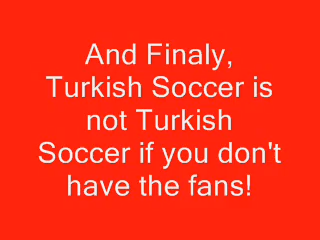 And Finaly,
Turkish Soccer is
not Turkish
Soccer if you don't
have the fans!